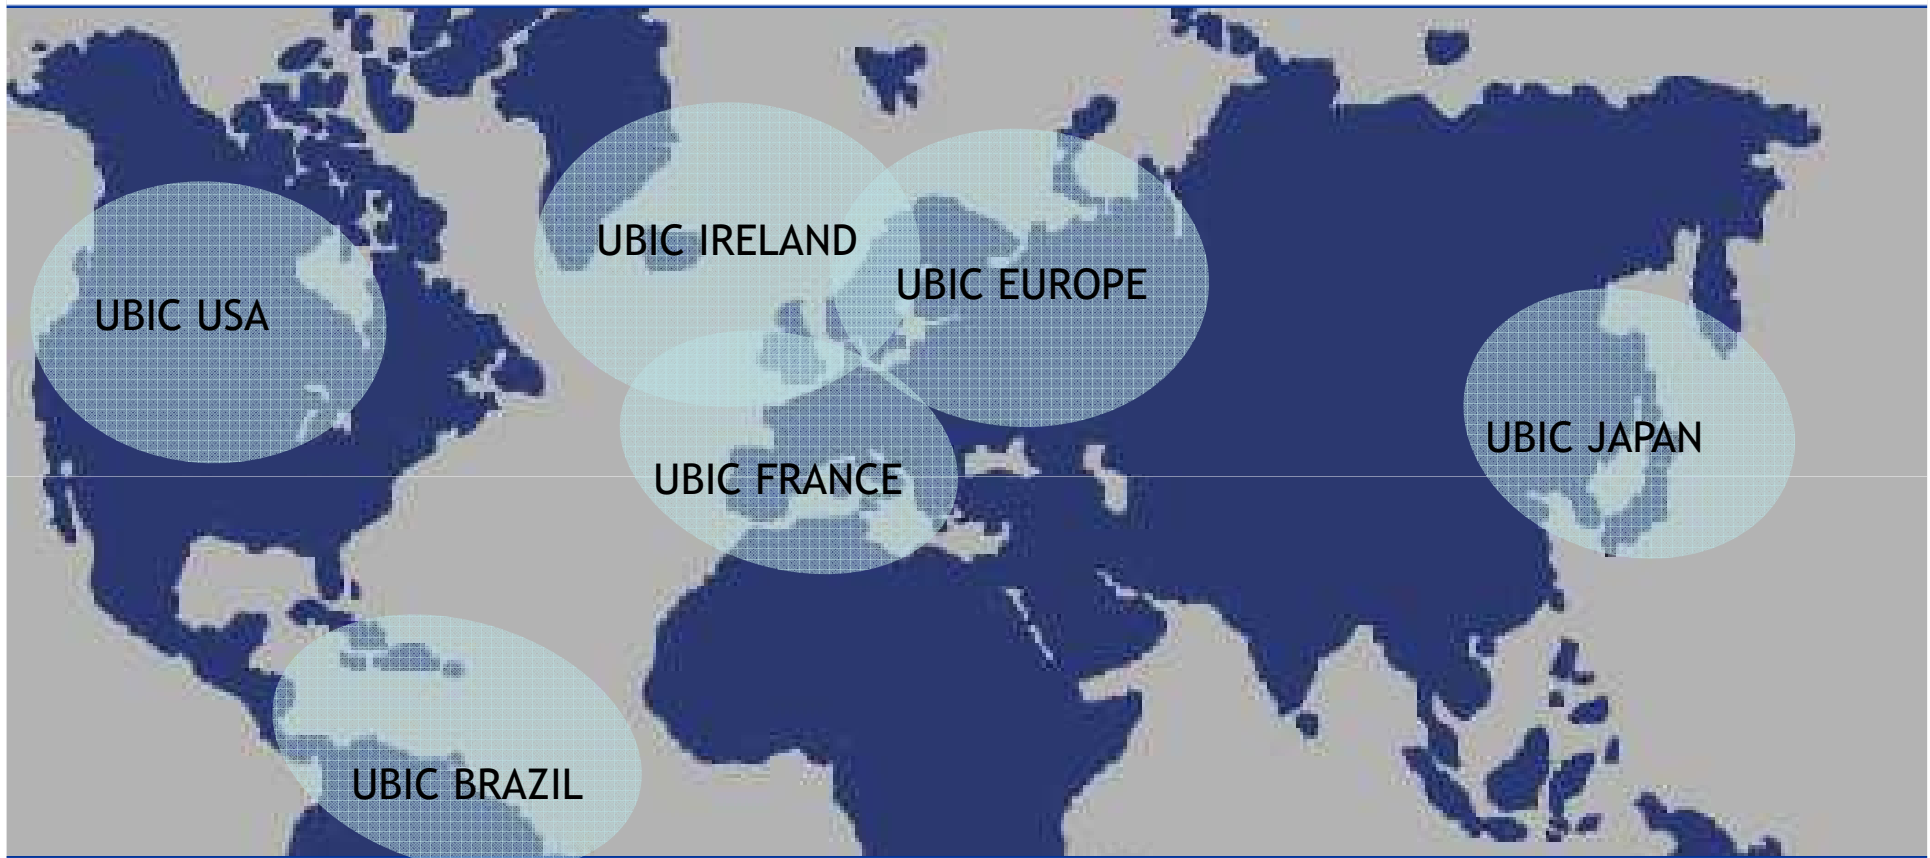 UBIC IRELAND
UBIC EUROPE
UBIC USA
UBIC JAPAN
UBIC FRANCE
UBIC BRAZIL